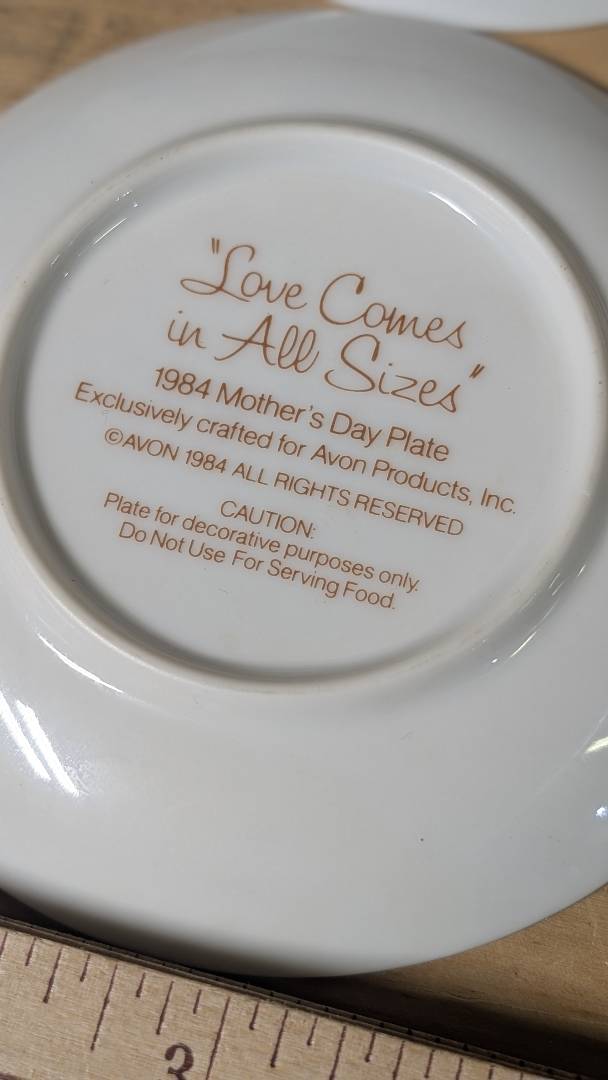 "Love Comes
in All Sizes"
1984 Mother's Day Plate
Exclusively crafted for Avon Products, Inc.
©AVON 1984 ALL RIGHTS RESERVED
CAUTION:
Plate for decorative purposes only.
Do Not Use For Serving Food.
3